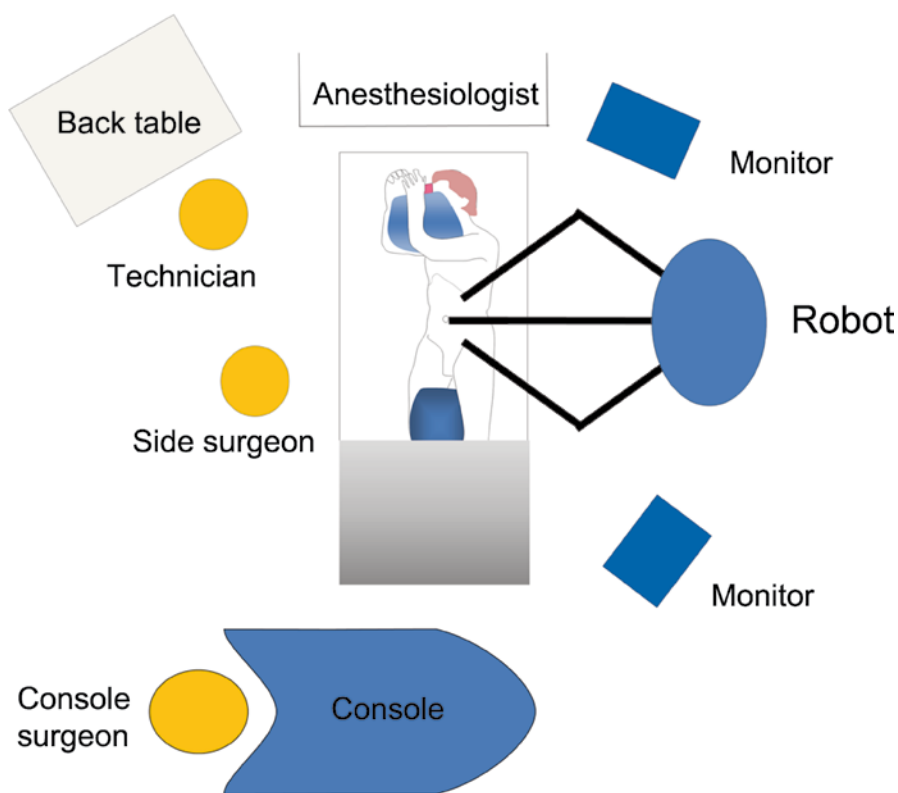 Anesthesiologist
Back table
Monitor
Technician
Robot
Side surgeon
Monitor
Console
surgeon
Console